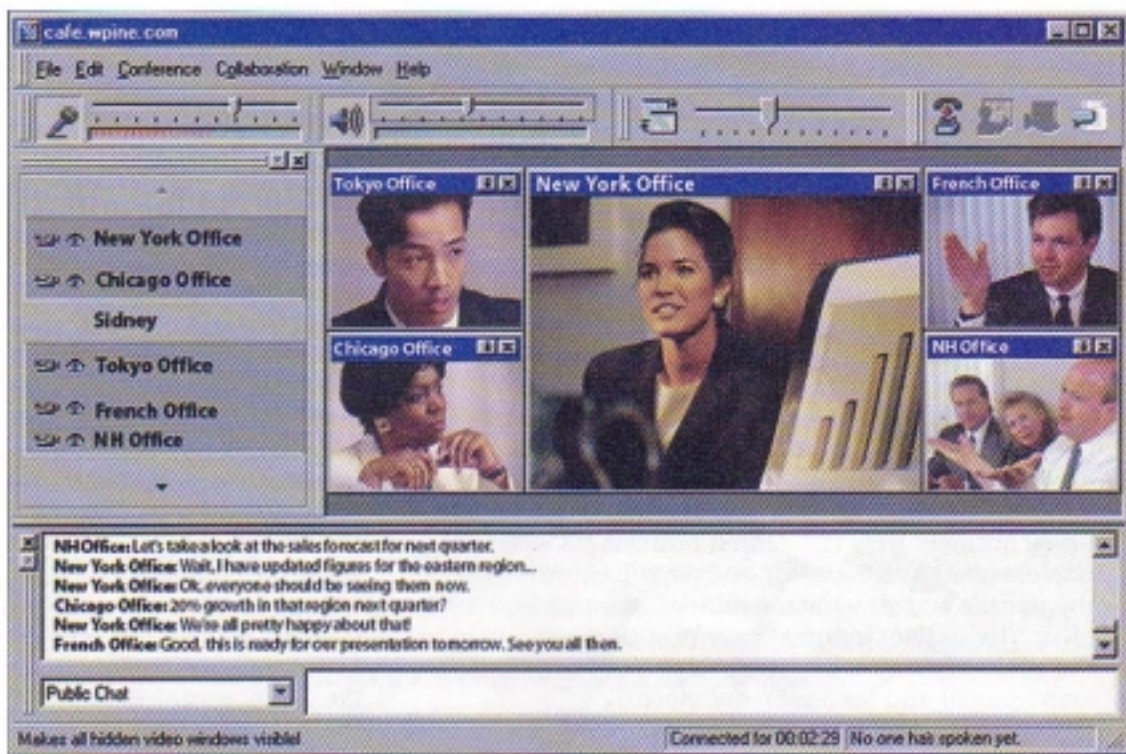 cafe.wpine.com
File Edit Conference Collaboration Window Help
New York Office
Chicago Office
Sidney
Tokyo Office
French Office
NH Office
Tokyo Office
New York Office
French Office
Chicago Office
NH Office
NH Office: Let's take a look at the sales forecast for next quarter.
New York Office: Wait, I have updated figures for the eastern region...
New York Office: Ok, everyone should be seeing them now.
Chicago Office: 20% growth in that region next quarter?
New York Office: We're all pretty happy about that!
French Office: Good, this is ready for our presentation tomorrow. See you all then.
Public Chat
Makes all hidden video windows visible!
Connected for 00:02:29
No one has spoken yet.